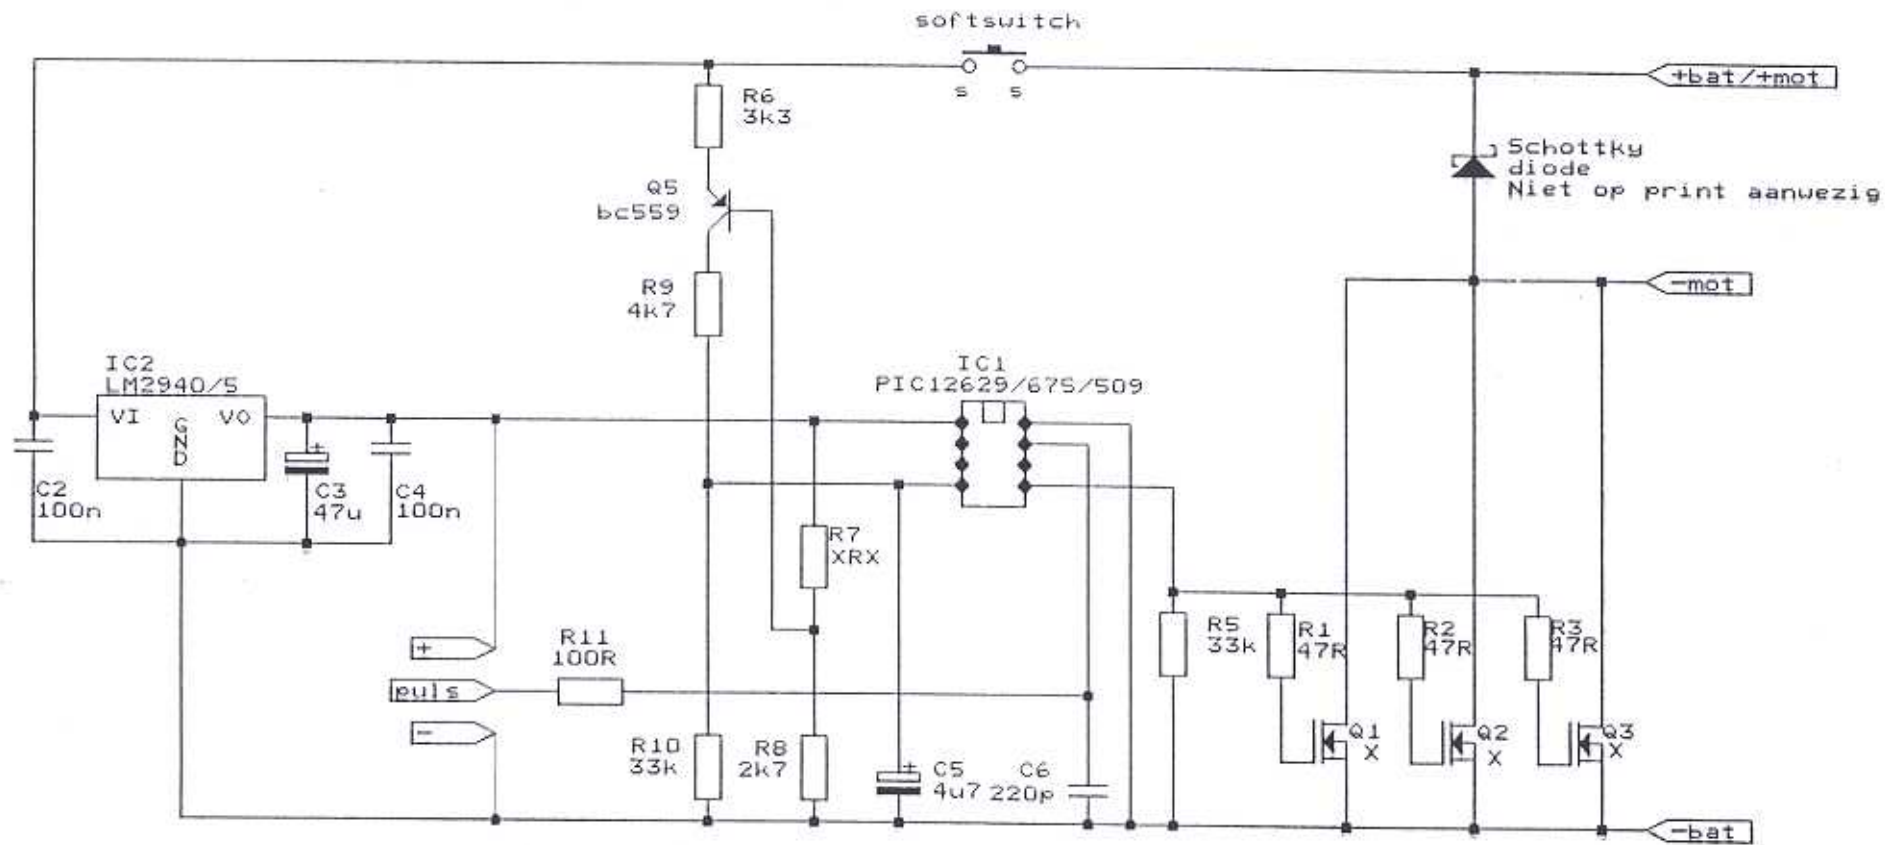 softswitch
s s
+bat/+mot
R6
3k3
Schottky
diode
Niet op print aanwezig
Q5
bc559
R9
4k7
-mot
IC2
LM2940/5
VI GND VO
IC1
PIC12629/675/509
C2
100n
C3
47u
C4
100n
R7
XRX
+
puls
-
R11
100R
R5
33k
R1
47R
R2
47R
R3
47R
R10
33k
R8
2k7
+
C5
4u7
C6
220p
Q1
X
Q2
X
Q3
X
-bat
+